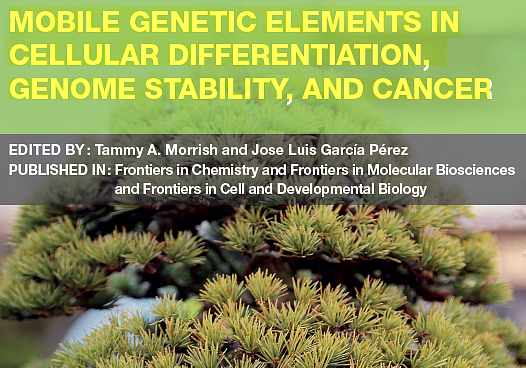 MOBILE GENETIC ELEMENTS IN
CELLULAR DIFFERENTIATION,
GENOME STABILITY, AND CANCER
EDITED BY : Tammy A. Morrish and Jose Luis García Pérez
PUBLISHED IN : Frontiers in Chemistry and Frontiers in Molecular Biosciences
and Frontiers in Cell and Developmental Biology